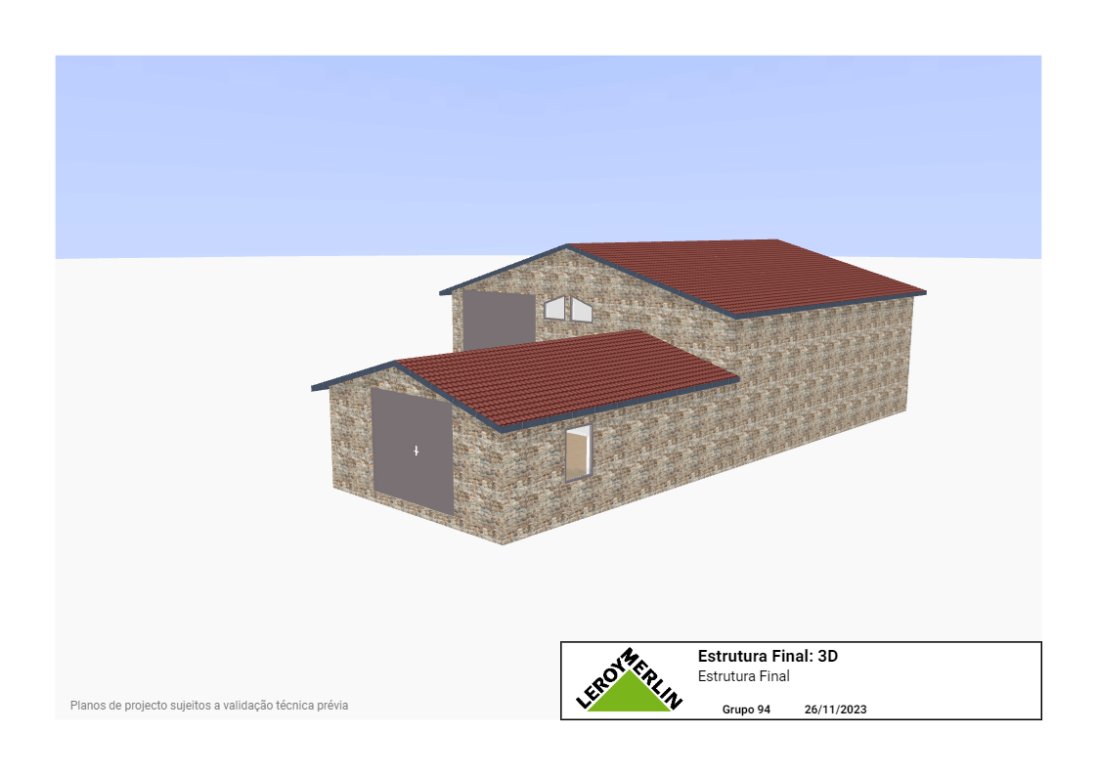 LEROY MERLIN
Estrutura Final: 3D
Estrutura Final
Grupo 94 26/11/2023
Planos de projecto sujeitos a validação técnica prévia